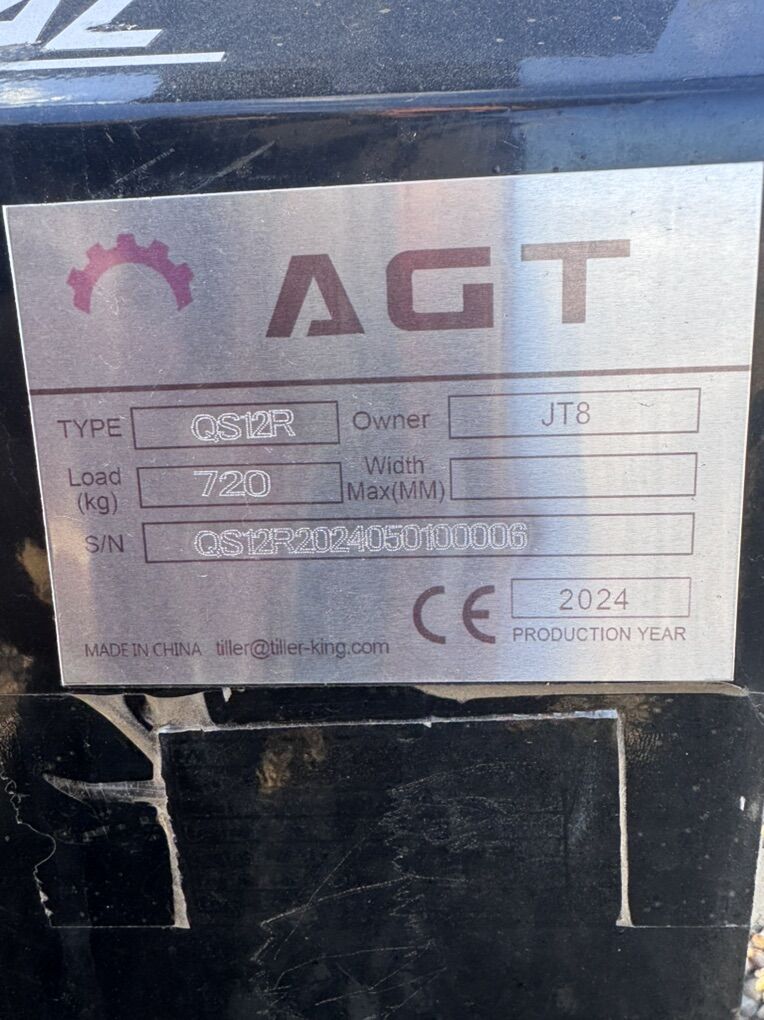 AGT
TYPE QS12R Owner JT8
Load (kg) 720 Width Max(MM)
S/N QS12R2024050100006
CE 2024
PRODUCTION YEAR
MADE IN CHINA tiller@tiller-king.com